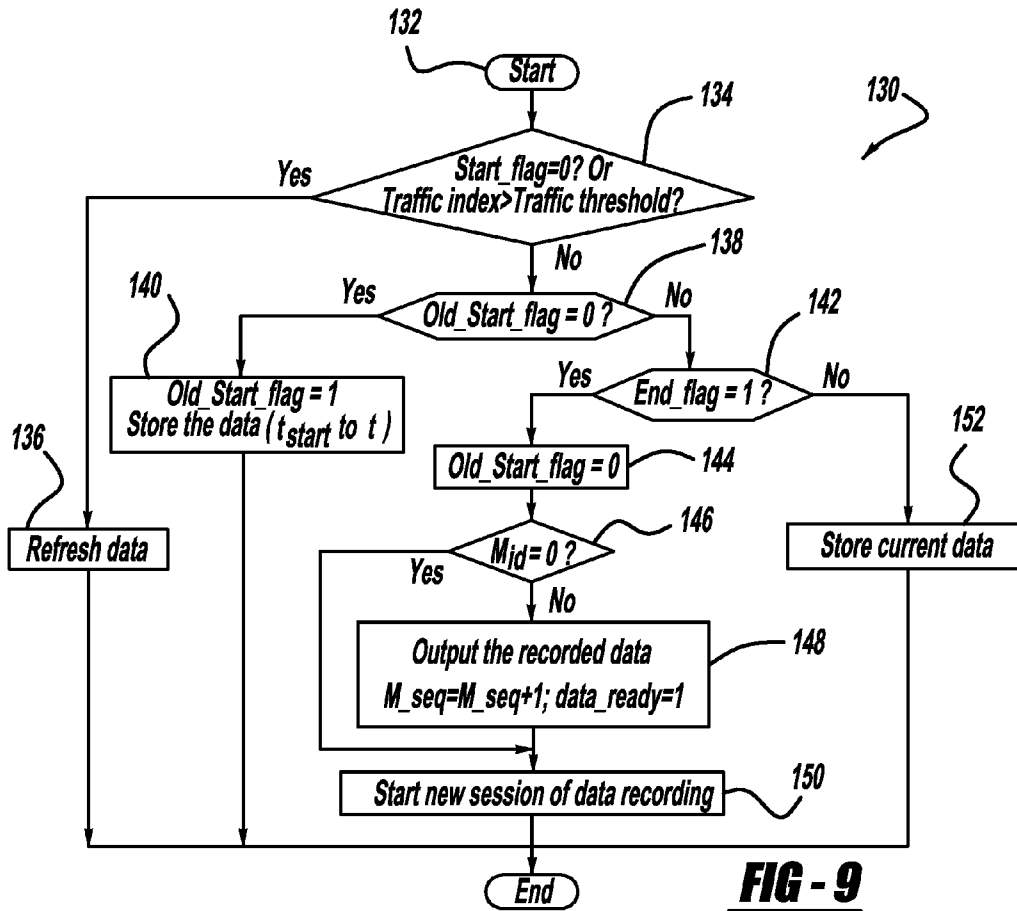 132
Start
134
130
Start_flag=0? Or
Traffic index>Traffic threshold?
Yes
No
138
140
Yes
Old_Start_flag = 0 ?
No
142
Old_Start_flag = 1
Store the data ( tstart to t )
Yes
End_flag = 1 ?
No
136
Old_Start_flag = 0
144
152
Refresh data
Mid = 0 ?
146
Store current data
Yes
No
Output the recorded data
M_seq=M_seq+1; data_ready=1
148
Start new session of data recording
150
End
FIG - 9